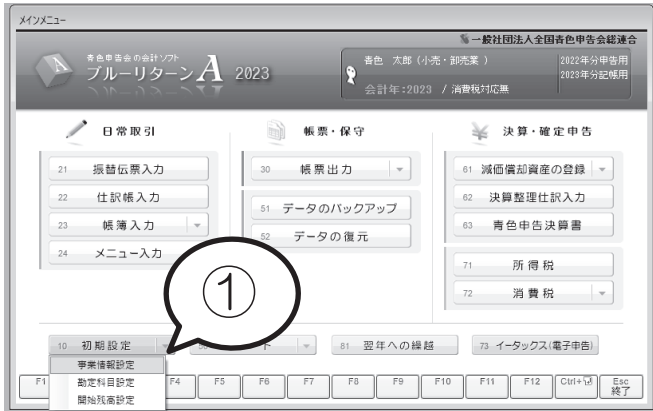 メインメニュー
一般社団法人全国青色申告会総連合
青色申告会の会計ソフト
ブルーリターンA 2023
青色 太郎 (小売・卸売業 )
2022年分申告用
2023年分記帳用
会計年:2023 / 消費税対応無
日常取引
帳票・保守
決算・確定申告
21 振替伝票入力
30 帳票出力
61 減価償却資産の登録
22 仕訳帳入力
51 データのバックアップ
62 決算整理仕訳入力
23 帳簿入力
52 データの復元
63 青色申告決算書
24 メニュー入力
71 所得税
①
72 消費税
10 初期設定
ト
81 翌年への繰越
73 イータックス(電子申告)
事業情報設定
勘定科目設定
開始残高設定
F1 F4 F5 F6 F7 F8 F9 F10 F11 F12 Ctrl+ Esc
終了